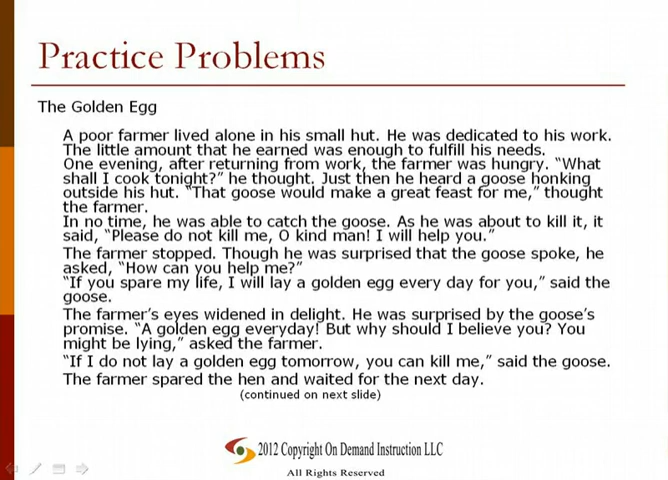 Practice Problems
The Golden Egg
A poor farmer lived alone in his small hut. He was dedicated to his work.
The little amount that he earned was enough to fulfill his needs.
One evening, after returning from work, the farmer was hungry. “What
shall I cook tonight?” he thought. Just then he heard a goose honking
outside his hut. “That goose would make a great feast for me,” thought
the farmer.
In no time, he was able to catch the goose. As he was about to kill it, it
said, “Please do not kill me, O kind man! I will help you.”
The farmer stopped. Though he was surprised that the goose spoke, he
asked, “How can you help me?”
“If you spare my life, I will lay a golden egg every day for you,” said the
goose.
The farmer’s eyes widened in delight. He was surprised by the goose’s
promise. “A golden egg everyday! But why should I believe you? You
might be lying,” asked the farmer.
“If I do not lay a golden egg tomorrow, you can kill me,” said the goose.
The farmer spared the hen and waited for the next day.
(continued on next slide)
2012 Copyright On Demand Instruction LLC
All Rights Reserved